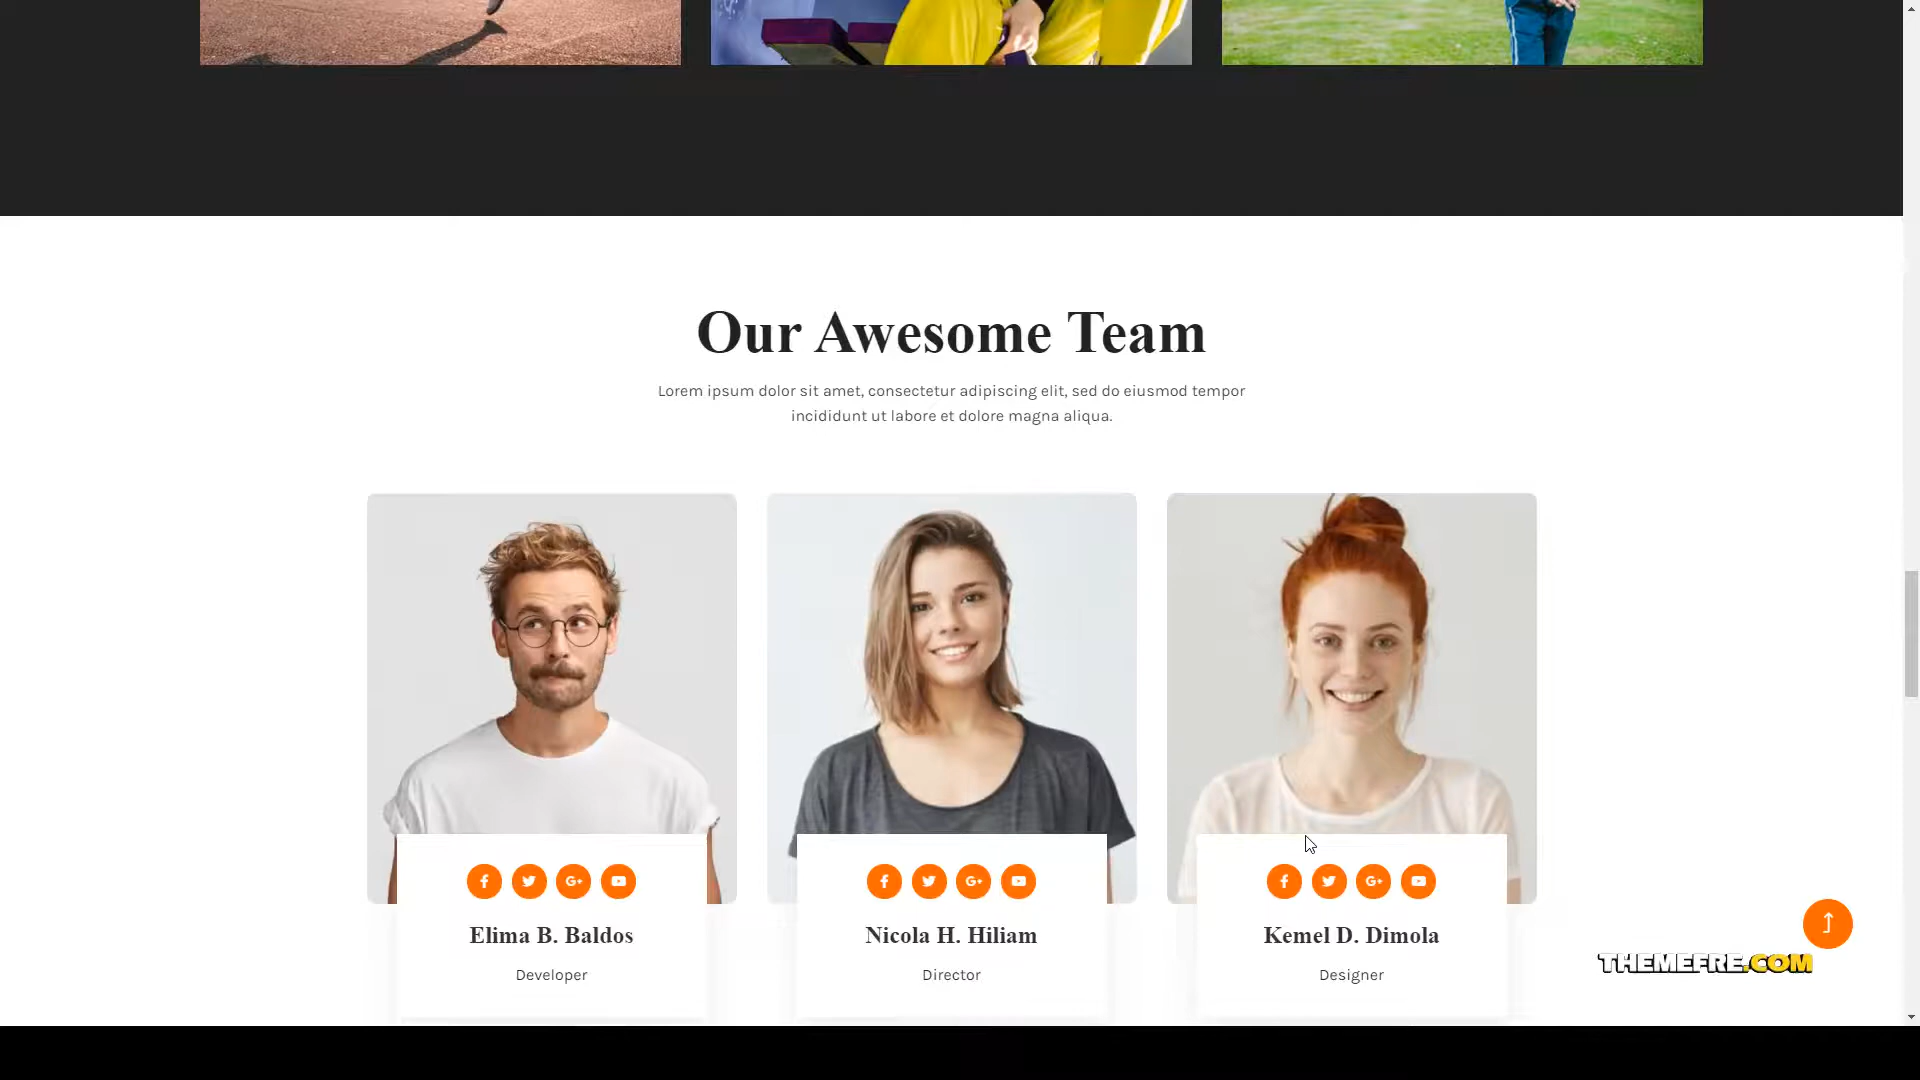 Our Awesome Team
Lorem ipsum dolor sit amet, consectetur adipiscing elit, sed do eiusmod tempor
incididunt ut labore et dolore magna aliqua.
Elima B. Baldos
Developer
Nicola H. Hiliam
Director
Kemel D. Dimola
Designer
THEMEFRE.COM